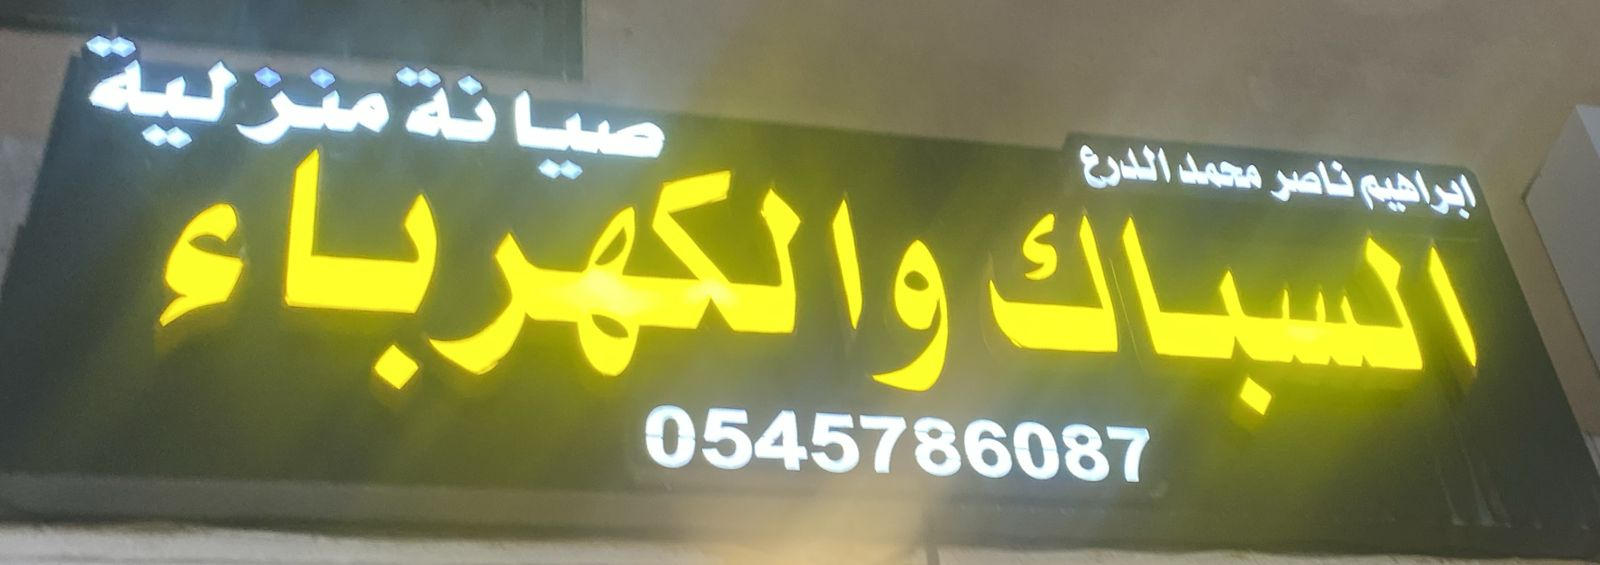 ابراهيم ناصر محمد الدرع
صيانة منزلية
السباك والكهرباء
0545786087